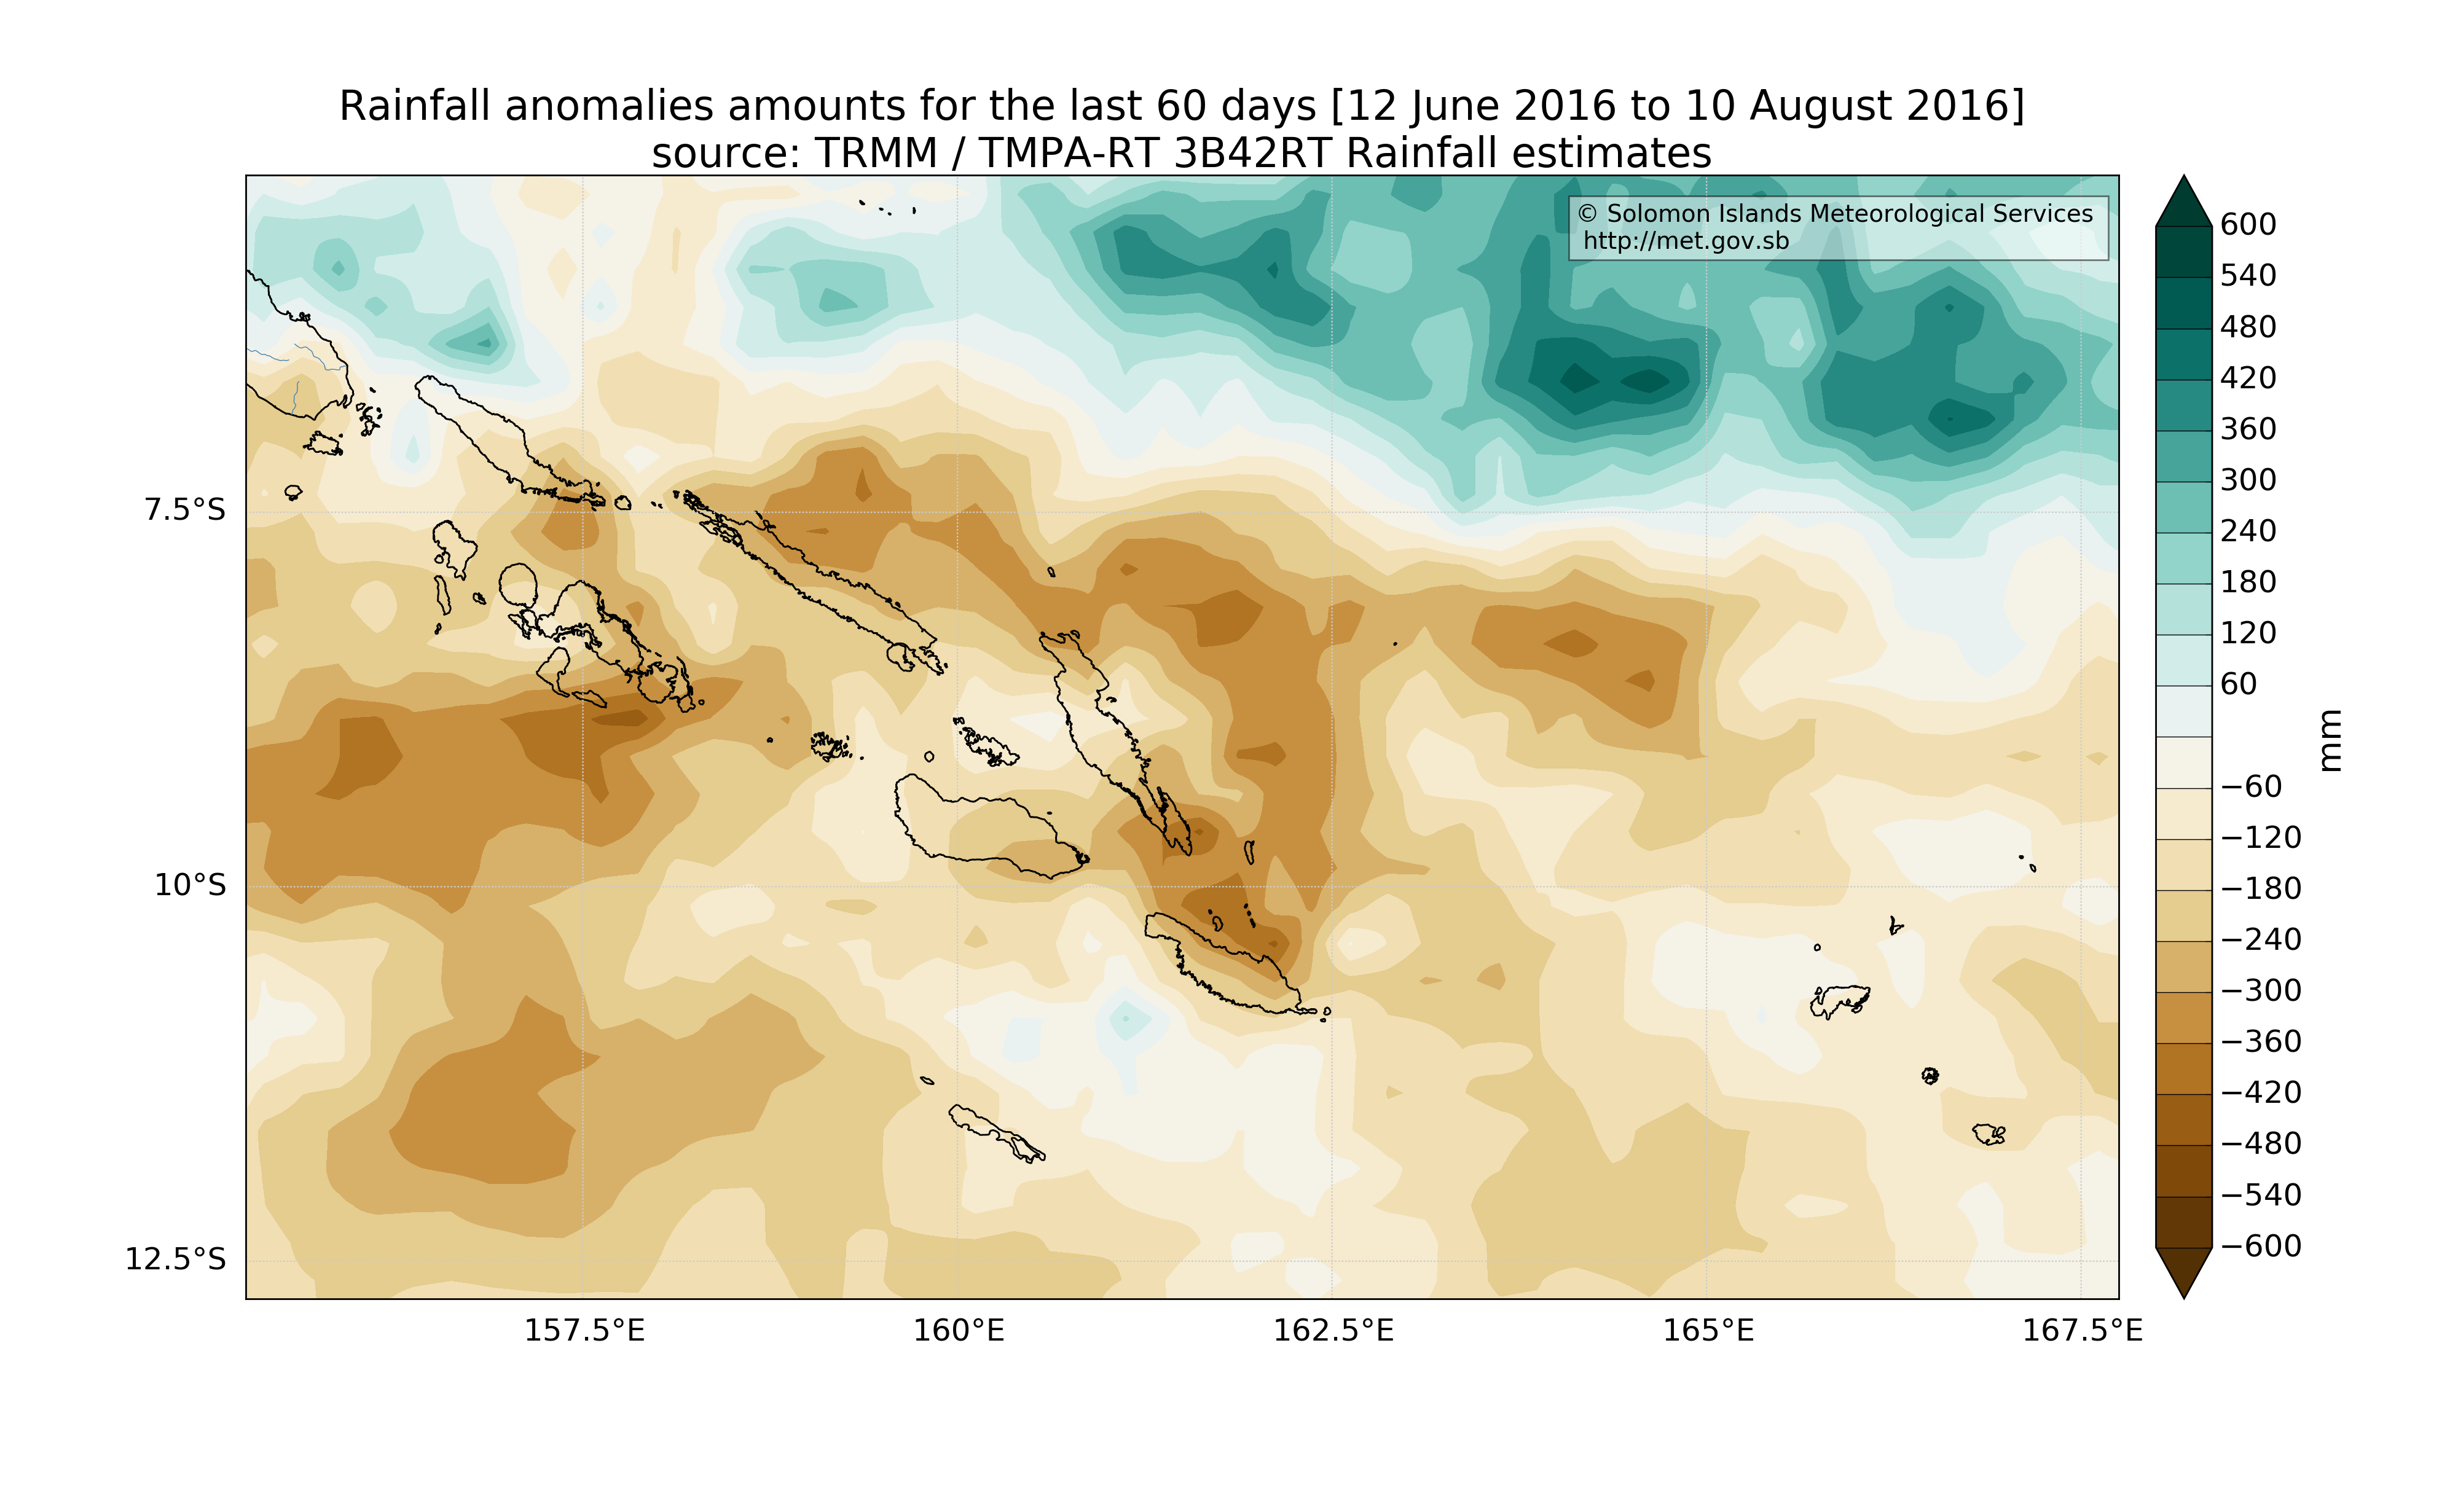 Rainfall anomalies amounts for the last 60 days [12 June 2016 to 10 August 2016]
source: TRMM / TMPA-RT 3B42RT Rainfall estimates
© Solomon Islands Meteorological Services
http://met.gov.sb
7.5°S
10°S
12.5°S
157.5°E
160°E
162.5°E
165°E
167.5°E
600
540
480
420
360
300
240
180
120
60
−60
−120
−180
−240
−300
−360
−420
−480
−540
−600
mm